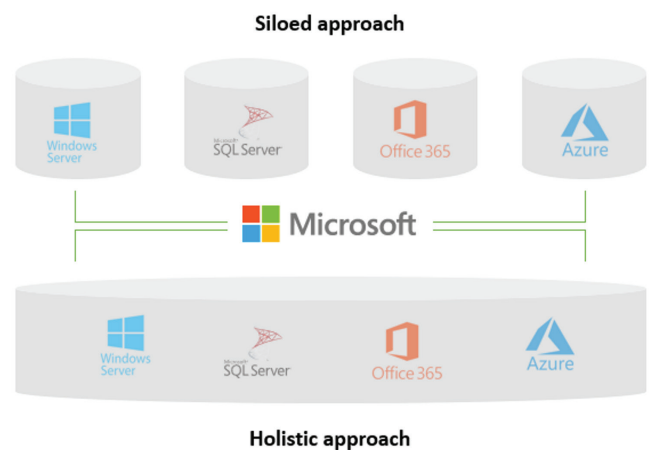 Siloed approach
Windows
Server
Microsoft
SQL Server
Office 365
Azure
Microsoft
Windows
Server
Microsoft
SQL Server
Office 365
Azure
Holistic approach